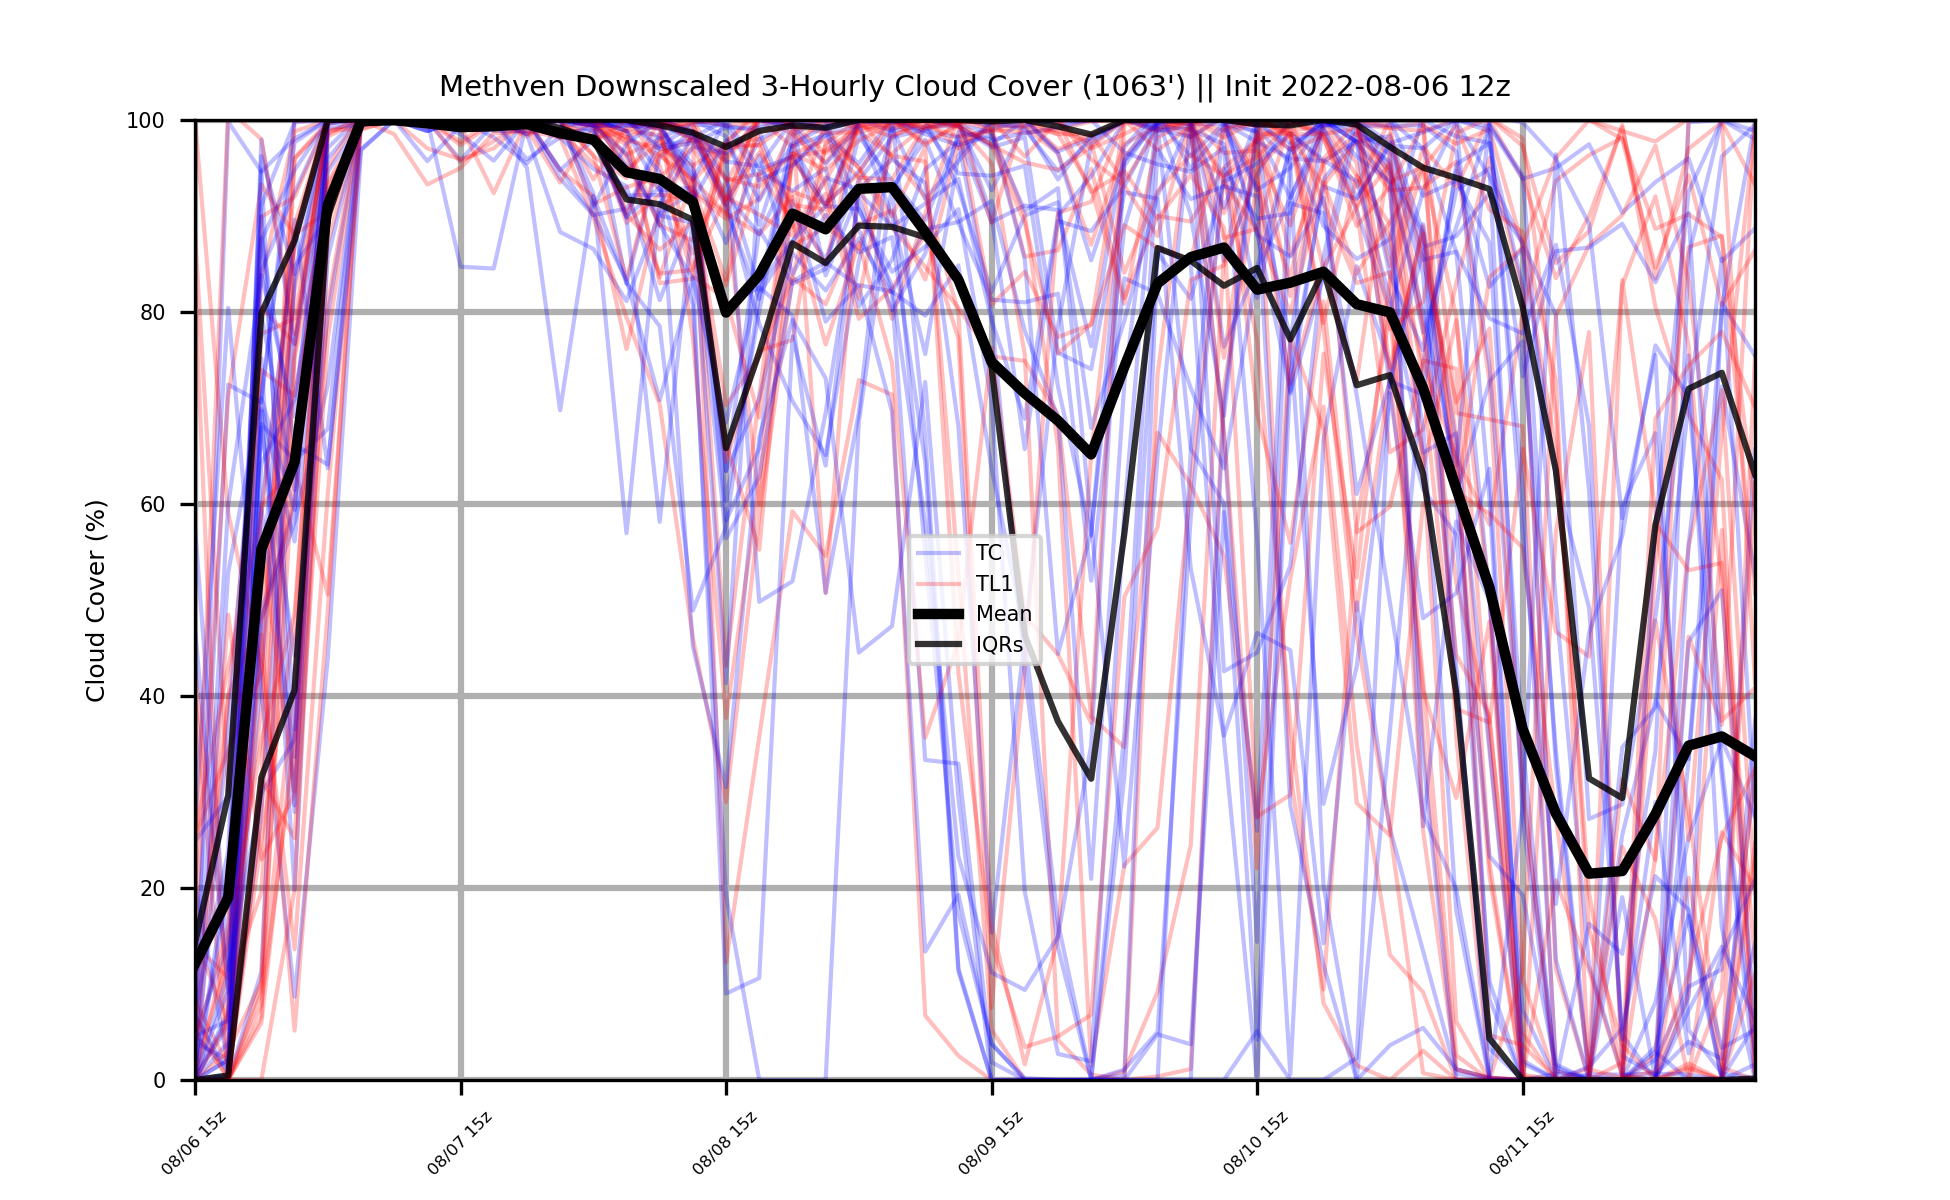 Methven Downscaled 3-Hourly Cloud Cover (1063') || Init 2022-08-06 12z
Cloud Cover (%)
100
80
60
40
20
0
TC
TL1
Mean
IQRs
08/06 15z
08/07 15z
08/08 15z
08/09 15z
08/10 15z
08/11 15z